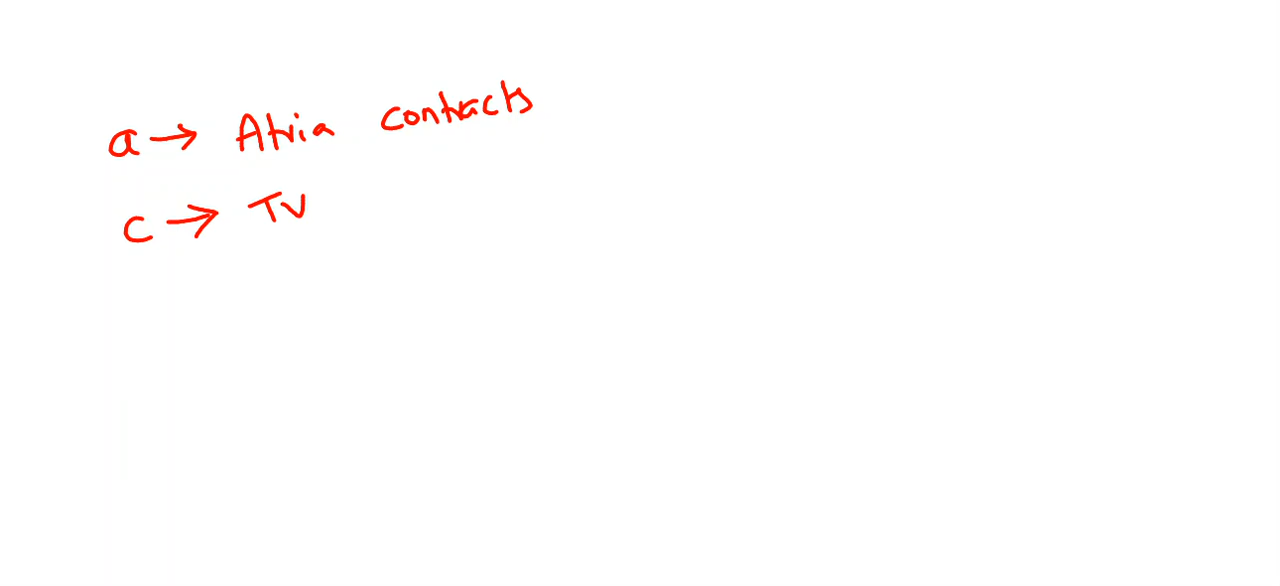 a → Atria contracts
c → TV